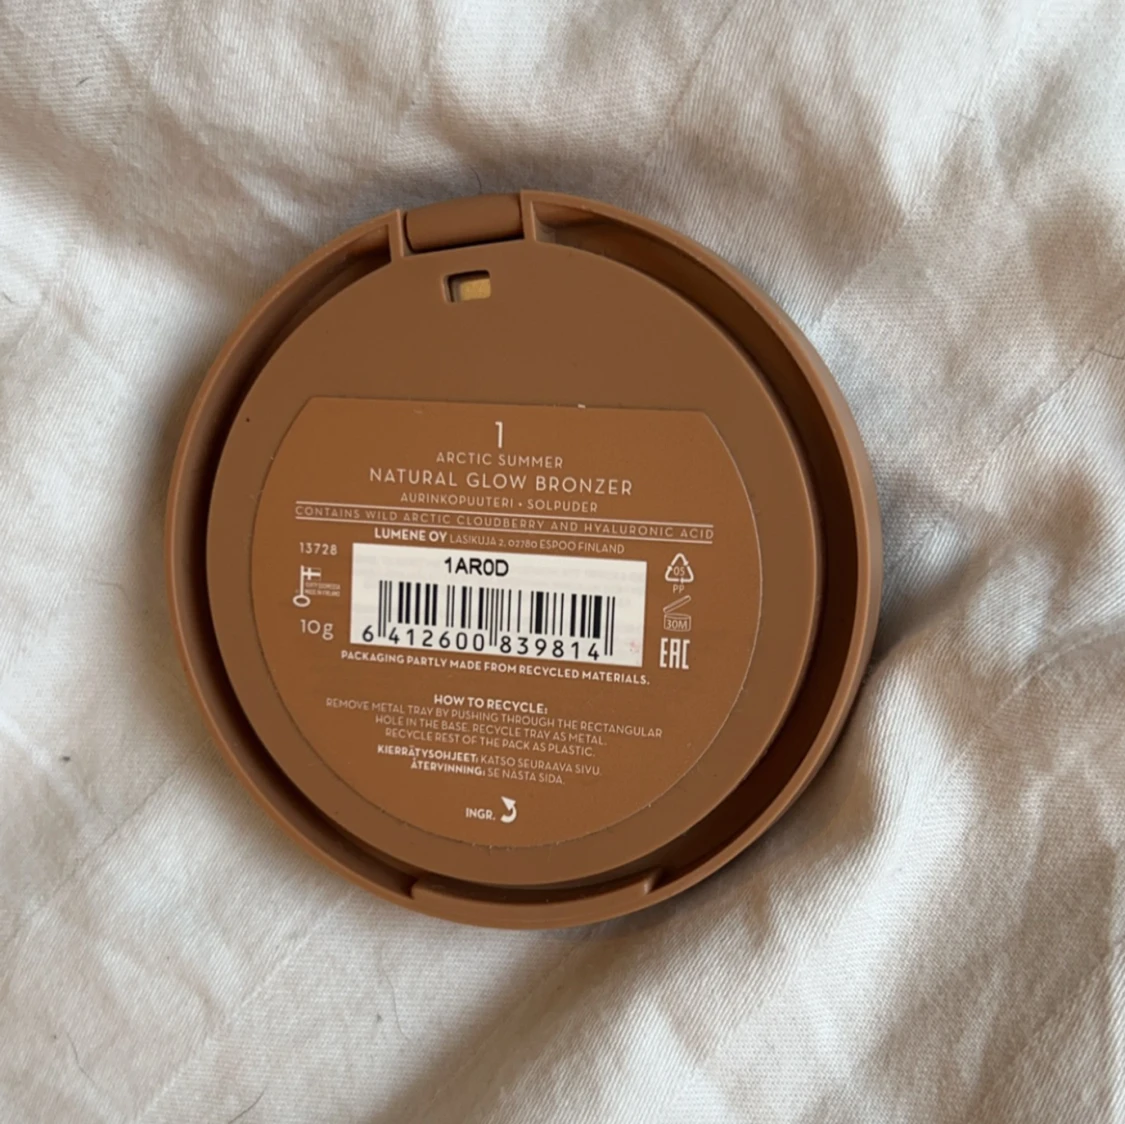 1
ARCTIC SUMMER
NATURAL GLOW BRONZER
AURINKOPUUTERI • SOLPUDER
CONTAINS WILD ARCTIC CLOUDBERRY AND HYALURONIC ACID
LUMENE OY LASIKUJA 2, 02780 ESPOO FINLAND
13728
1AR0D
05
PP
10g
6 412600 839814
30M
EAC
PACKAGING PARTLY MADE FROM RECYCLED MATERIALS.
HOW TO RECYCLE:
REMOVE METAL TRAY BY PUSHING THROUGH THE RECTANGULAR
HOLE IN THE BASE. RECYCLE TRAY AS METAL.
RECYCLE REST OF THE PACK AS PLASTIC.
KIERRÄTYSOHJEET: KATSO SEURAAVA SIVU.
ÅTERVINNING: SE NÄSTA SIDA.
INGR.